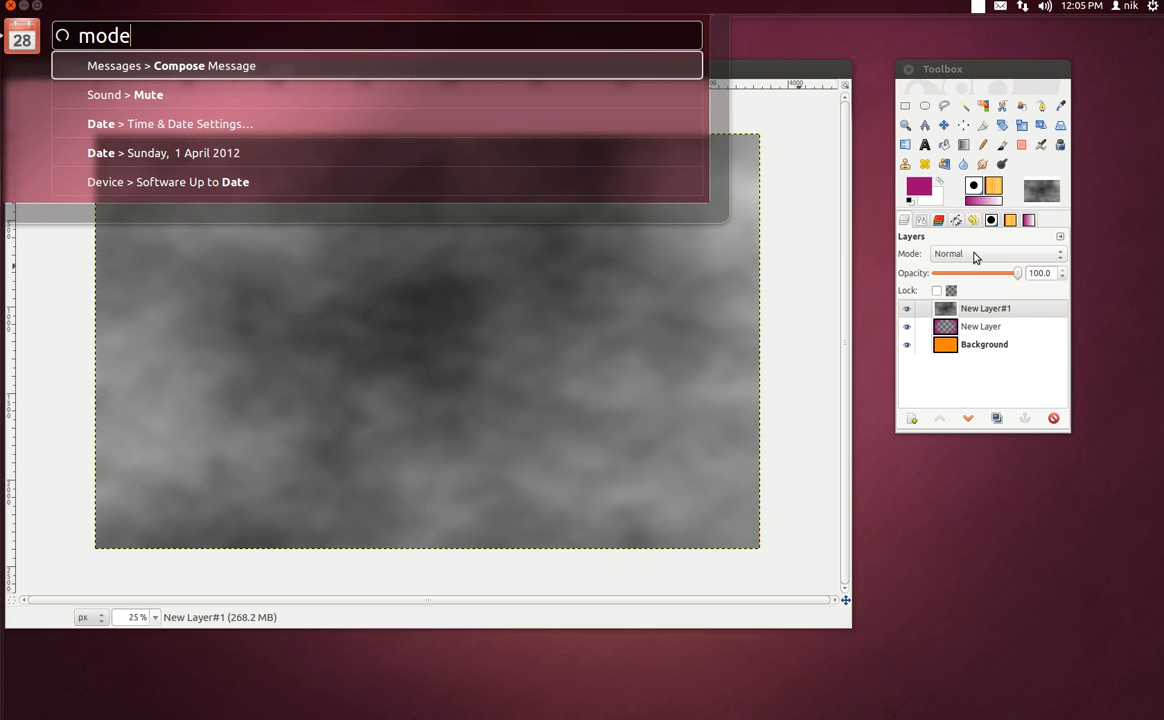 12:05 PM nik
28
mode
Messages > Compose Message
Sound > Mute
Date > Time & Date Settings...
Date > Sunday, 1 April 2012
Device > Software Up to Date
4000
Toolbox
Layers
Mode: Normal
Opacity: 100.0
Lock:
New Layer#1
New Layer
Background
px 25% New Layer#1 (268.2 MB)